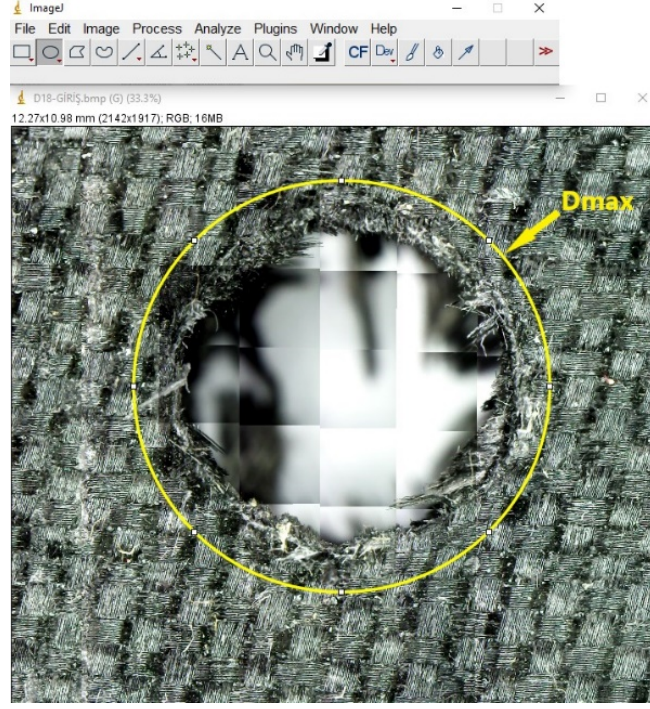 ImageJ
File Edit Image Process Analyze Plugins Window Help
A CF Dev
D18-GİRİŞ.bmp (G) (33.3%)
12.27x10.98 mm (2142x1917); RGB; 16MB
Dmax